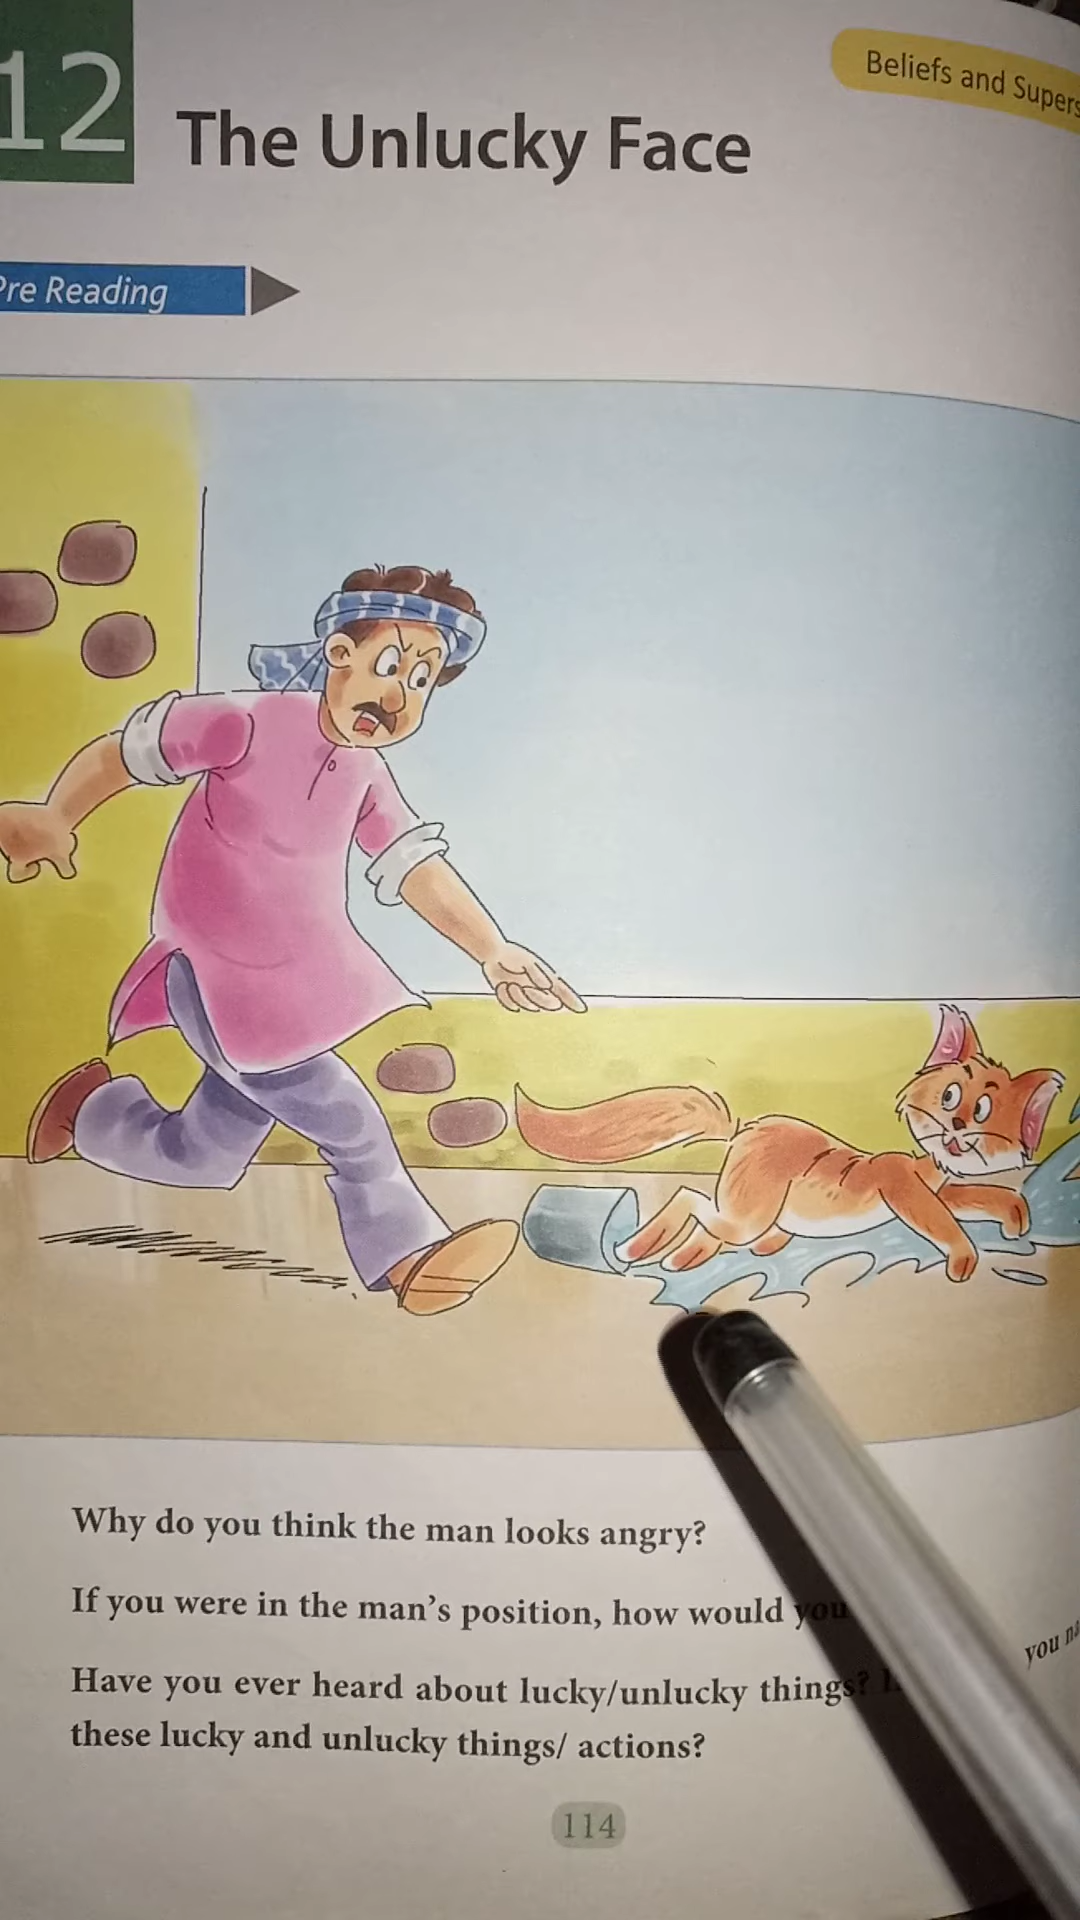 12
Beliefs and
The Unlucky Face
Pre Reading
Why do you think the man looks angry?
If you were in the man's position, how would you
you
Have you ever heard about lucky/unlucky things?
these lucky and unlucky things/ actions?
114